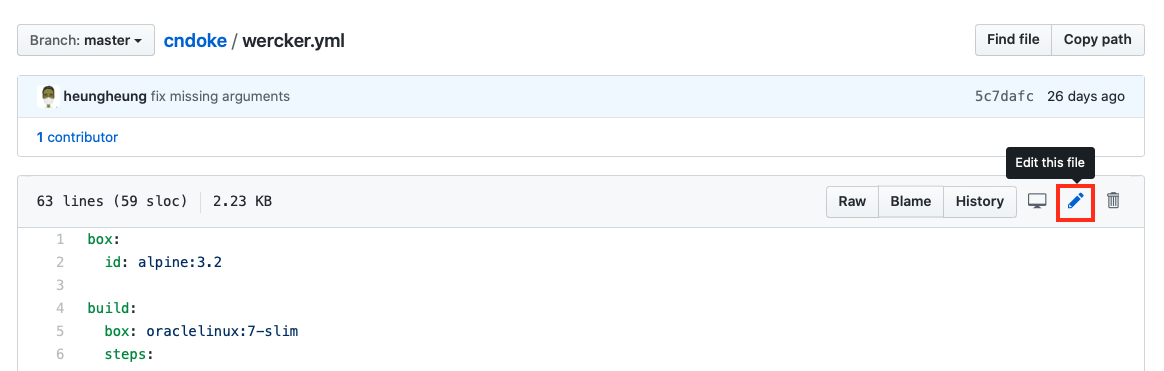 Branch: master cndoke / wercker.yml Find file Copy path
heungheung fix missing arguments 5c7dafc 26 days ago
1 contributor
Edit this file
63 lines (59 sloc) 2.23 KB Raw Blame History
1 box:
2 id: alpine:3.2
3
4 build:
5 box: oraclelinux:7-slim
6 steps: